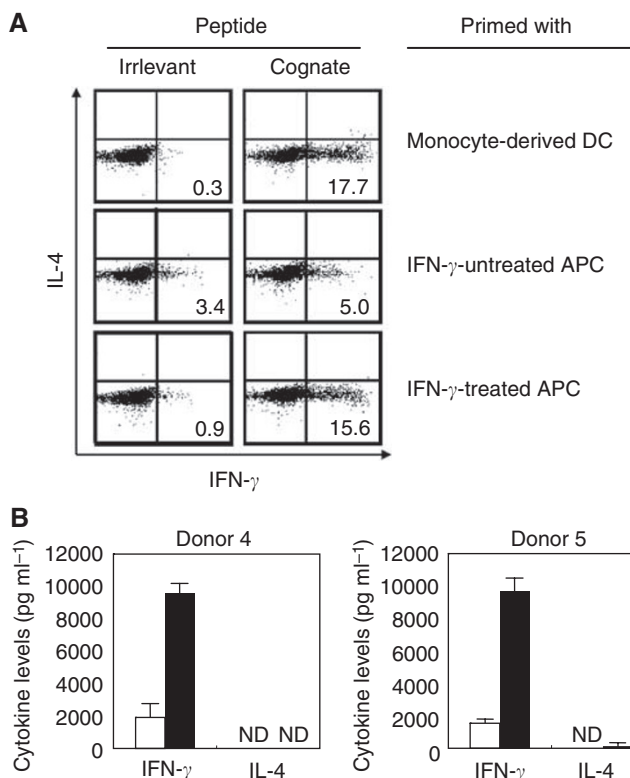 A
Peptide
Primed with
Irrlevant
Cognate
0.3
17.7
Monocyte-derived DC
3.4
5.0
IFN-γ-untreated APC
0.9
15.6
IFN-γ-treated APC
IL-4
IFN-γ
B
Donor 4
Cytokine levels (pg ml⁻¹)
12000
10000
8000
6000
4000
2000
0
ND ND
IFN-γ IL-4
Donor 5
Cytokine levels (pg ml⁻¹)
12000
10000
8000
6000
4000
2000
0
ND
IFN-γ IL-4